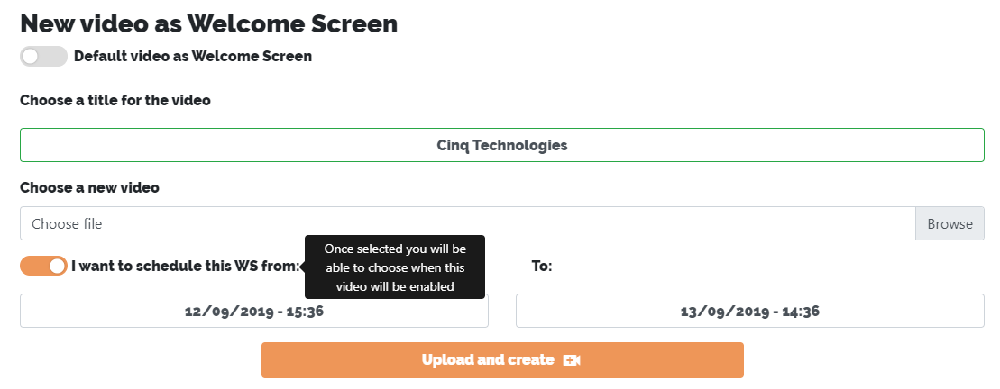 New video as Welcome Screen
Default video as Welcome Screen
Choose a title for the video
Cinq Technologies
Choose a new video
Choose file
Browse
I want to schedule this WS from:
Once selected you will be
able to choose when this
video will be enabled
To:
12/09/2019 - 15:36
13/09/2019 - 14:36
Upload and create